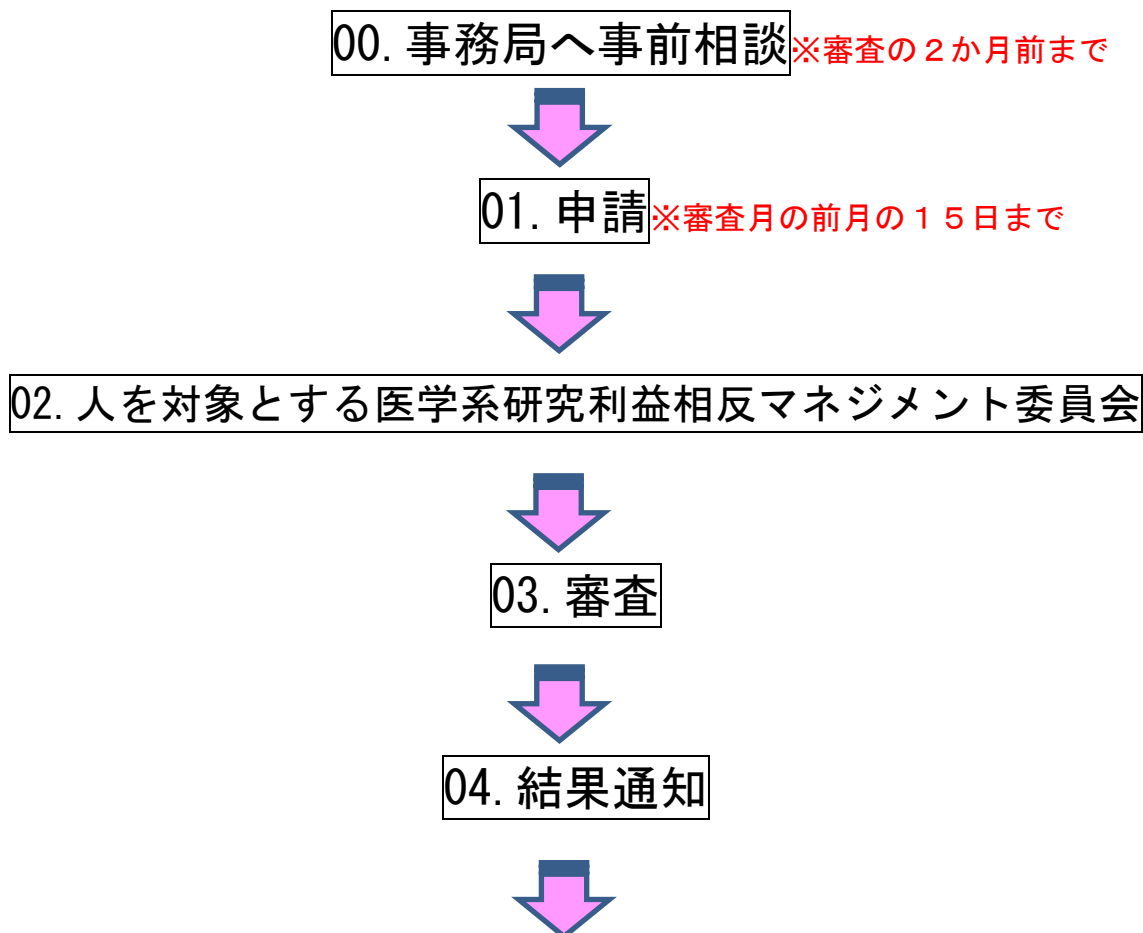 00.事務局へ事前相談※審査の２か月前まで
01.申請※審査月の前月の１５日まで
02.人を対象とする医学系研究利益相反マネジメント委員会
03.審査
04.結果通知